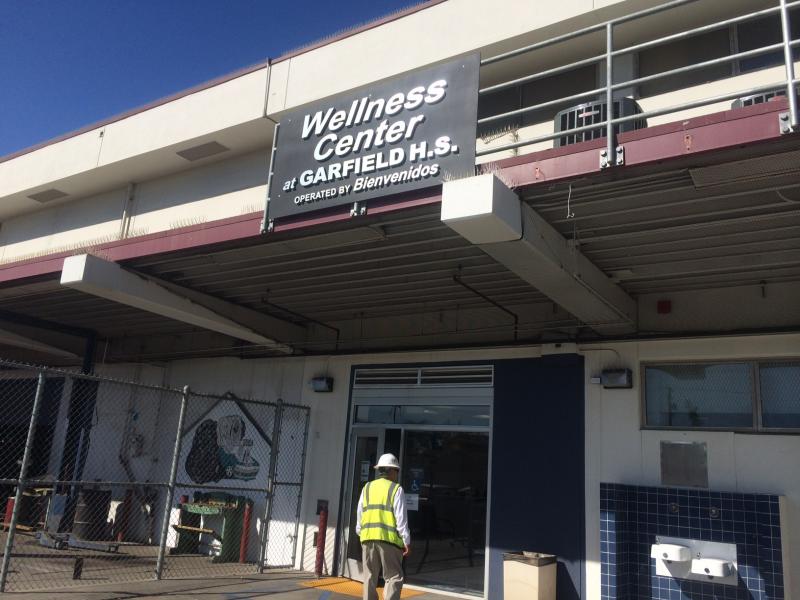 Wellness
Center
at GARFIELD H.S.
OPERATED BY Bienvenidos